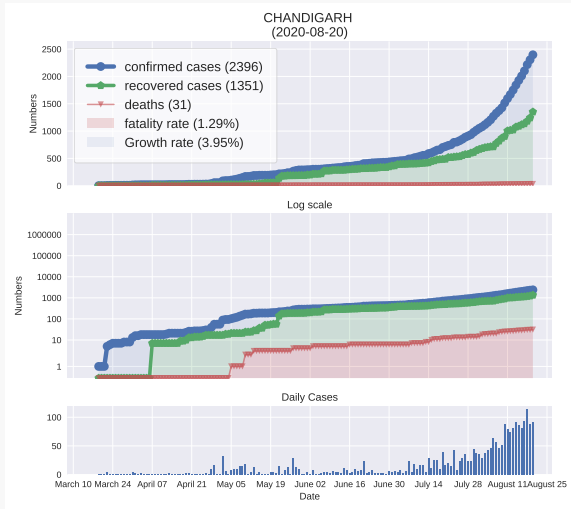 CHANDIGARH
(2020-08-20)
2500
2000
1500
1000
500
0
Numbers
confirmed cases (2396)
recovered cases (1351)
deaths (31)
fatality rate (1.29%)
Growth rate (3.95%)
Log scale
1000000
100000
10000
1000
100
10
1
Numbers
Daily Cases
100
50
0
March 10 March 24 April 07 April 21 May 05 May 19 June 02 June 16 June 30 July 14 July 28 August 11 August 25
Date